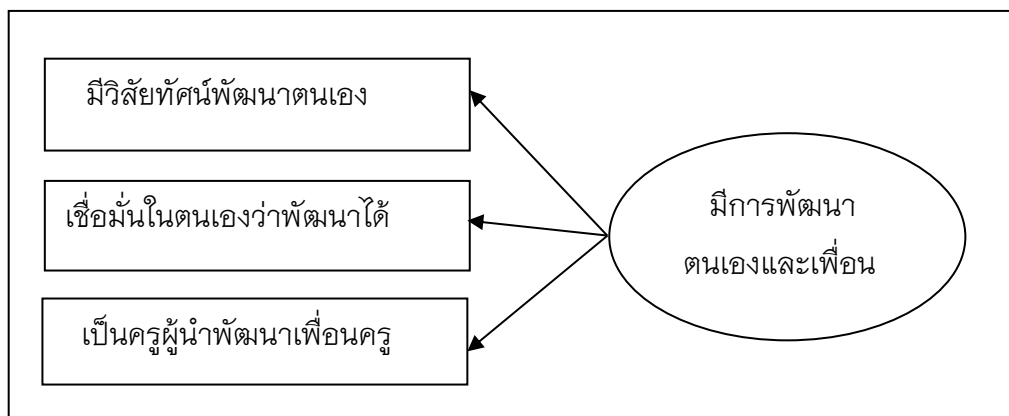 มีวิสัยทัศน์พัฒนาตนเอง
เชื่อมั่นในตนเองว่าพัฒนาได้
เป็นครูผู้นำพัฒนาเพื่อนครู
มีการพัฒนา
ตนเองและเพื่อน